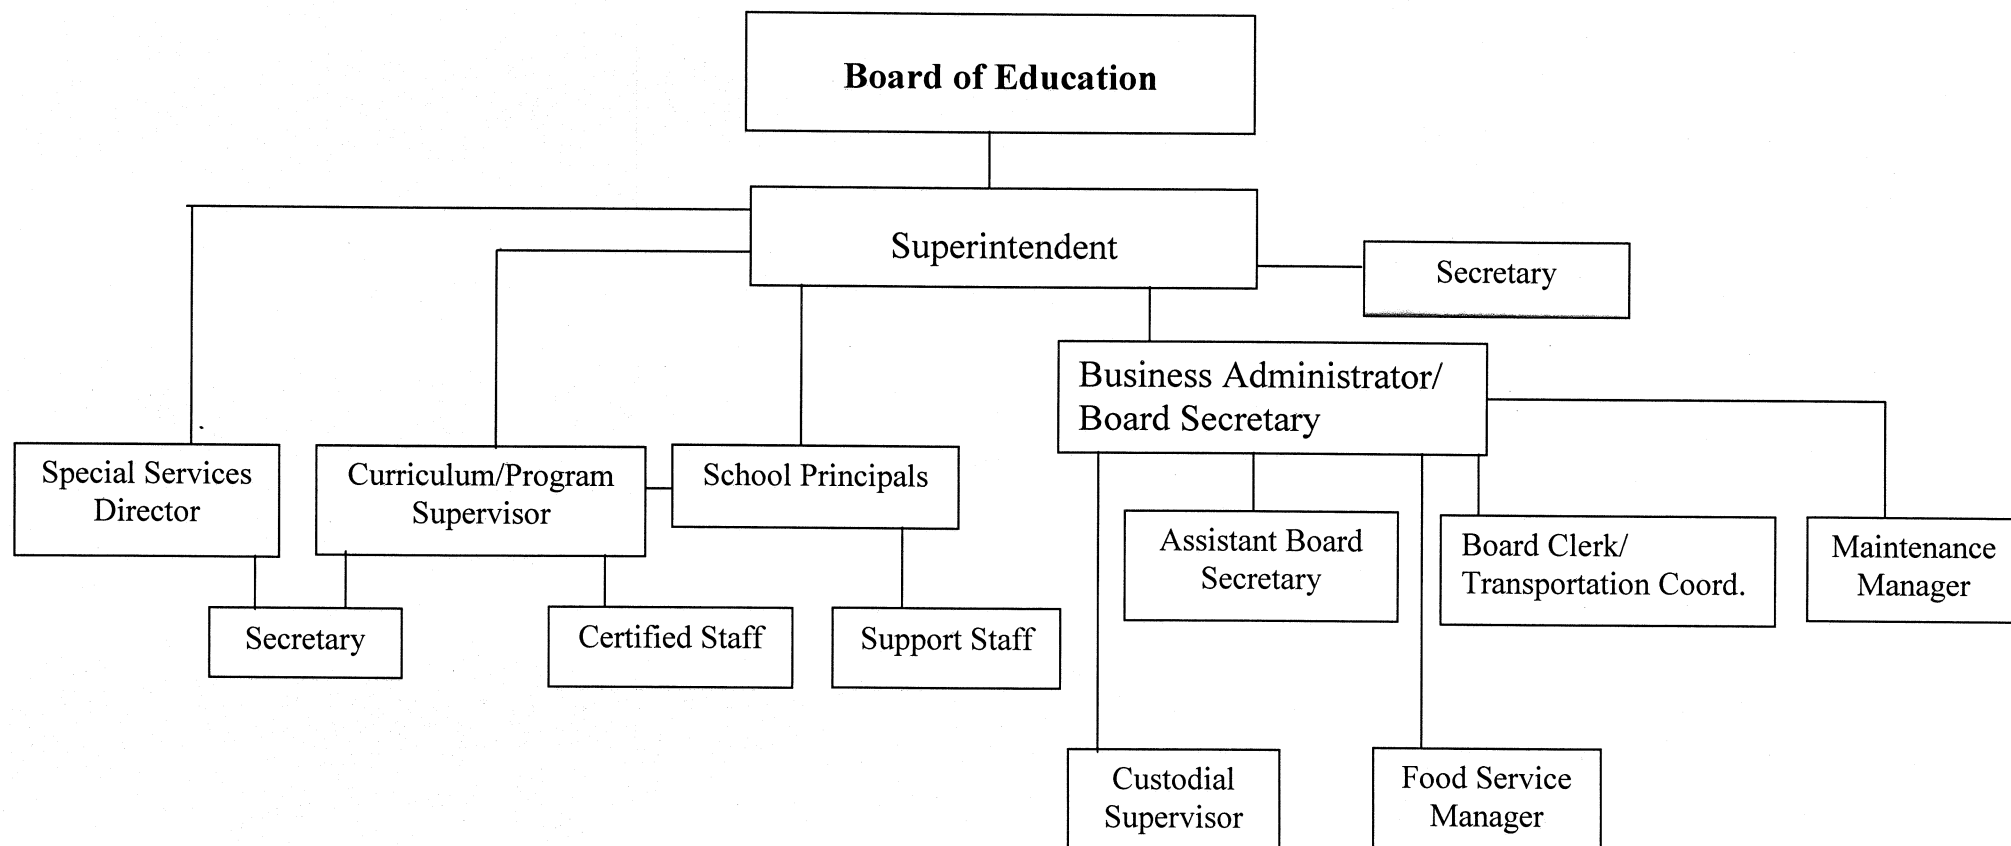 Board of Education
Superintendent
Secretary
Business Administrator/
Board Secretary
Special Services
Director
Curriculum/Program
Supervisor
School Principals
Assistant Board
Secretary
Board Clerk/
Transportation Coord.
Maintenance
Manager
Secretary
Certified Staff
Support Staff
Custodial
Supervisor
Food Service
Manager